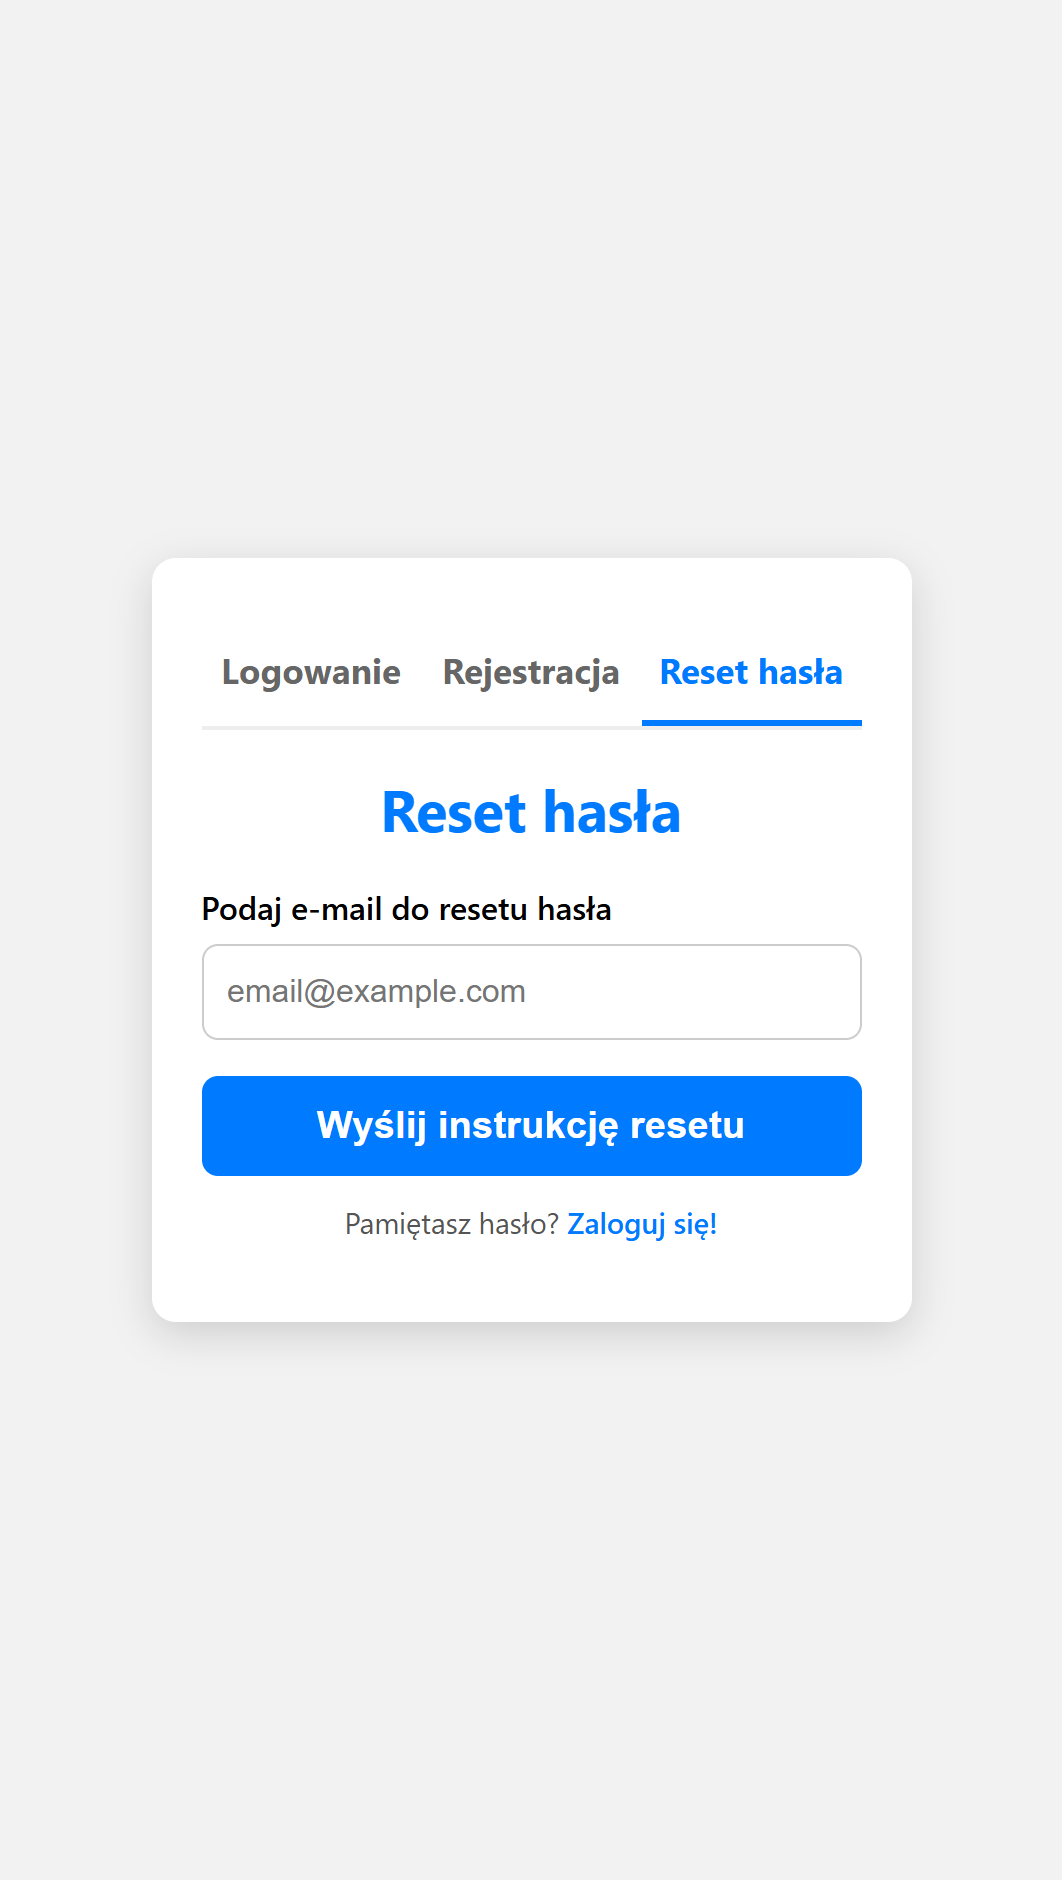 Logowanie Rejestracja Reset hasła
Reset hasła
Podaj e-mail do resetu hasła
email@example.com
Wyślij instrukcję resetu
Pamiętasz hasło? Zaloguj się!